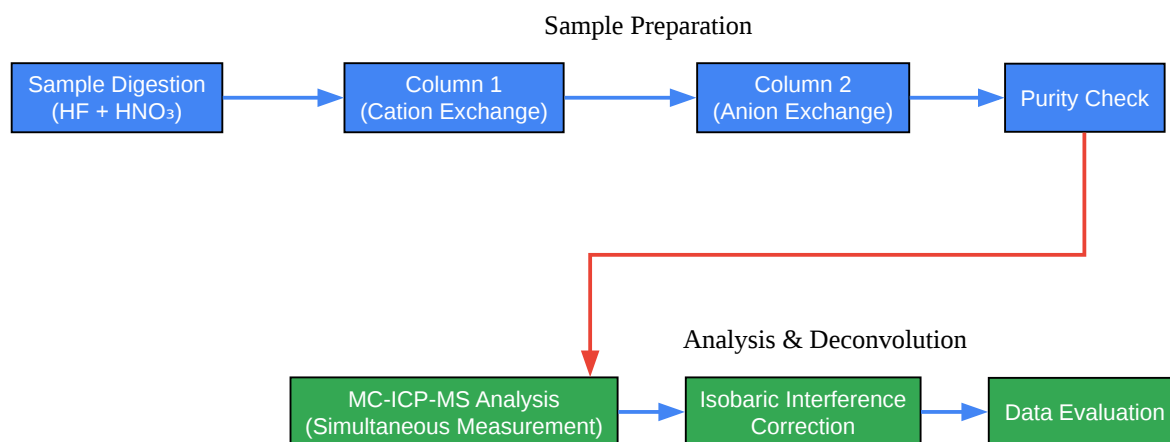 Sample Preparation
Sample Digestion
(HF + HNO₃)
Column 1
(Cation Exchange)
Column 2
(Anion Exchange)
Purity Check
Analysis & Deconvolution
MC-ICP-MS Analysis
(Simultaneous Measurement)
Isobaric Interference
Correction
Data Evaluation